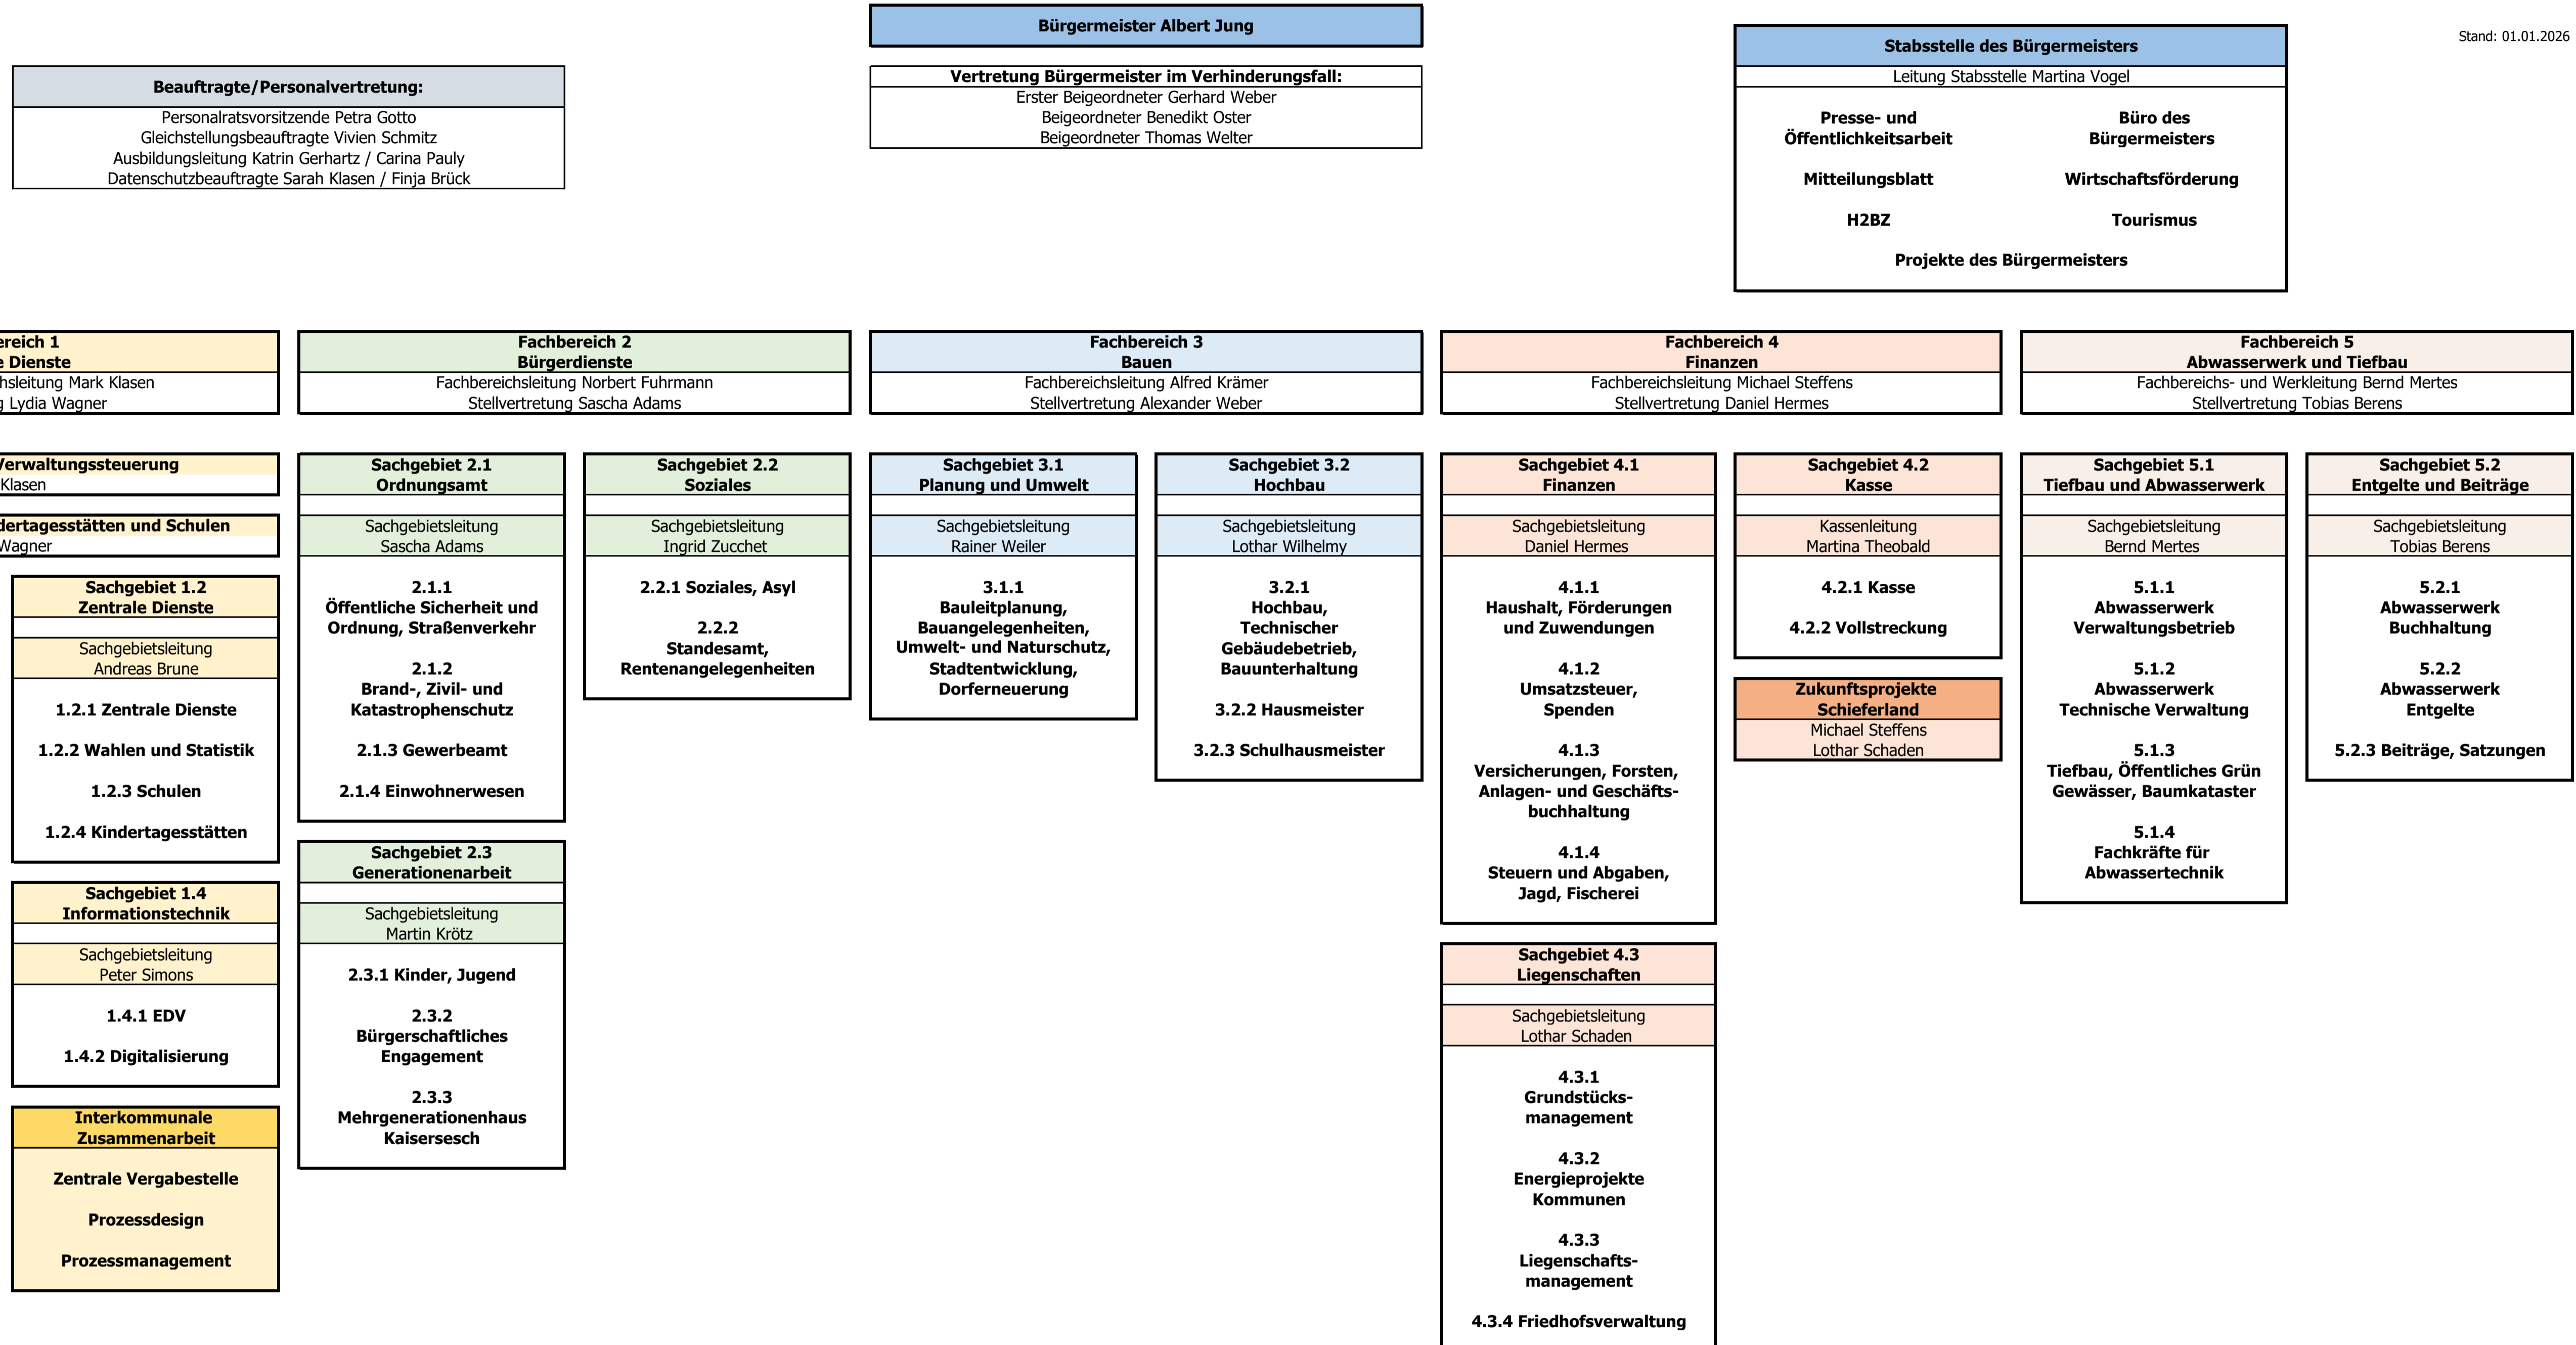 Bürgermeister Albert Jung
Stand: 01.01.2026
Vertretung Bürgermeister im Verhinderungsfall:
Erster Beigeordneter Gerhard Weber
Beigeordneter Benedikt Oster
Beigeordneter Thomas Welter
Beauftragte/Personalvertretung:
Personalratsvorsitzende Petra Gotto
Gleichstellungsbeauftragte Vivien Schmitz
Ausbildungsleitung Katrin Gerhartz / Carina Pauly
Datenschutzbeauftragte Sarah Klasen / Finja Brück
Stabsstelle des Bürgermeisters
Leitung Stabsstelle Martina Vogel
Presse- und
Öffentlichkeitsarbeit
Büro des
Bürgermeisters
Mitteilungsblatt
Wirtschaftsförderung
H2BZ
Tourismus
Projekte des Bürgermeisters
ereich 1
e Dienste
hsleitung Mark Klasen
g Lydia Wagner
Verwaltungssteuerung
Klasen
dertagesstätten und Schulen
Wagner
Sachgebiet 1.2
Zentrale Dienste
Sachgebietsleitung
Andreas Brune
1.2.1 Zentrale Dienste
1.2.2 Wahlen und Statistik
1.2.3 Schulen
1.2.4 Kindertagesstätten
Sachgebiet 1.4
Informationstechnik
Sachgebietsleitung
Peter Simons
1.4.1 EDV
1.4.2 Digitalisierung
Interkommunale
Zusammenarbeit
Zentrale Vergabestelle
Prozessdesign
Prozessmanagement
Fachbereich 2
Bürgerdienste
Fachbereichsleitung Norbert Fuhrmann
Stellvertretung Sascha Adams
Sachgebiet 2.1
Ordnungsamt
Sachgebietsleitung
Sascha Adams
2.1.1
Öffentliche Sicherheit und
Ordnung, Straßenverkehr
2.1.2
Brand-, Zivil- und
Katastrophenschutz
2.1.3 Gewerbeamt
2.1.4 Einwohnerwesen
Sachgebiet 2.3
Generationenarbeit
Sachgebietsleitung
Martin Krötz
2.3.1 Kinder, Jugend
2.3.2
Bürgerschaftliches
Engagement
2.3.3
Mehrgenerationenhaus
Kaisersesch
Sachgebiet 2.2
Soziales
Sachgebietsleitung
Ingrid Zucchet
2.2.1 Soziales, Asyl
2.2.2
Standesamt,
Rentenangelegenheiten
Fachbereich 3
Bauen
Fachbereichsleitung Alfred Krämer
Stellvertretung Alexander Weber
Sachgebiet 3.1
Planung und Umwelt
Sachgebietsleitung
Rainer Weiler
3.1.1
Bauleitplanung,
Bauangelegenheiten,
Umwelt- und Naturschutz,
Stadtentwicklung,
Dorferneuerung
Sachgebiet 3.2
Hochbau
Sachgebietsleitung
Lothar Wilhelmy
3.2.1
Hochbau,
Technischer
Gebäudebetrieb,
Bauunterhaltung
3.2.2 Hausmeister
3.2.3 Schulhausmeister
Fachbereich 4
Finanzen
Fachbereichsleitung Michael Steffens
Stellvertretung Daniel Hermes
Sachgebiet 4.1
Finanzen
Sachgebietsleitung
Daniel Hermes
4.1.1
Haushalt, Förderungen
und Zuwendungen
4.1.2
Umsatzsteuer,
Spenden
4.1.3
Versicherungen, Forsten,
Anlagen- und Geschäfts-
buchhaltung
4.1.4
Steuern und Abgaben,
Jagd, Fischerei
Sachgebiet 4.3
Liegenschaften
Sachgebietsleitung
Lothar Schaden
4.3.1
Grundstücks-
management
4.3.2
Energieprojekte
Kommunen
4.3.3
Liegenschafts-
management
4.3.4 Friedhofsverwaltung
Sachgebiet 4.2
Kasse
Kassenleitung
Martina Theobald
4.2.1 Kasse
4.2.2 Vollstreckung
Zukunftsprojekte
Schieferland
Michael Steffens
Lothar Schaden
Fachbereich 5
Abwasserwerk und Tiefbau
Fachbereichs- und Werkleitung Bernd Mertes
Stellvertretung Tobias Berens
Sachgebiet 5.1
Tiefbau und Abwasserwerk
Sachgebietsleitung
Bernd Mertes
5.1.1
Abwasserwerk
Verwaltungsbetrieb
5.1.2
Abwasserwerk
Technische Verwaltung
5.1.3
Tiefbau, Öffentliches Grün
Gewässer, Baumkataster
5.1.4
Fachkräfte für
Abwassertechnik
Sachgebiet 5.2
Entgelte und Beiträge
Sachgebietsleitung
Tobias Berens
5.2.1
Abwasserwerk
Buchhaltung
5.2.2
Abwasserwerk
Entgelte
5.2.3 Beiträge, Satzungen